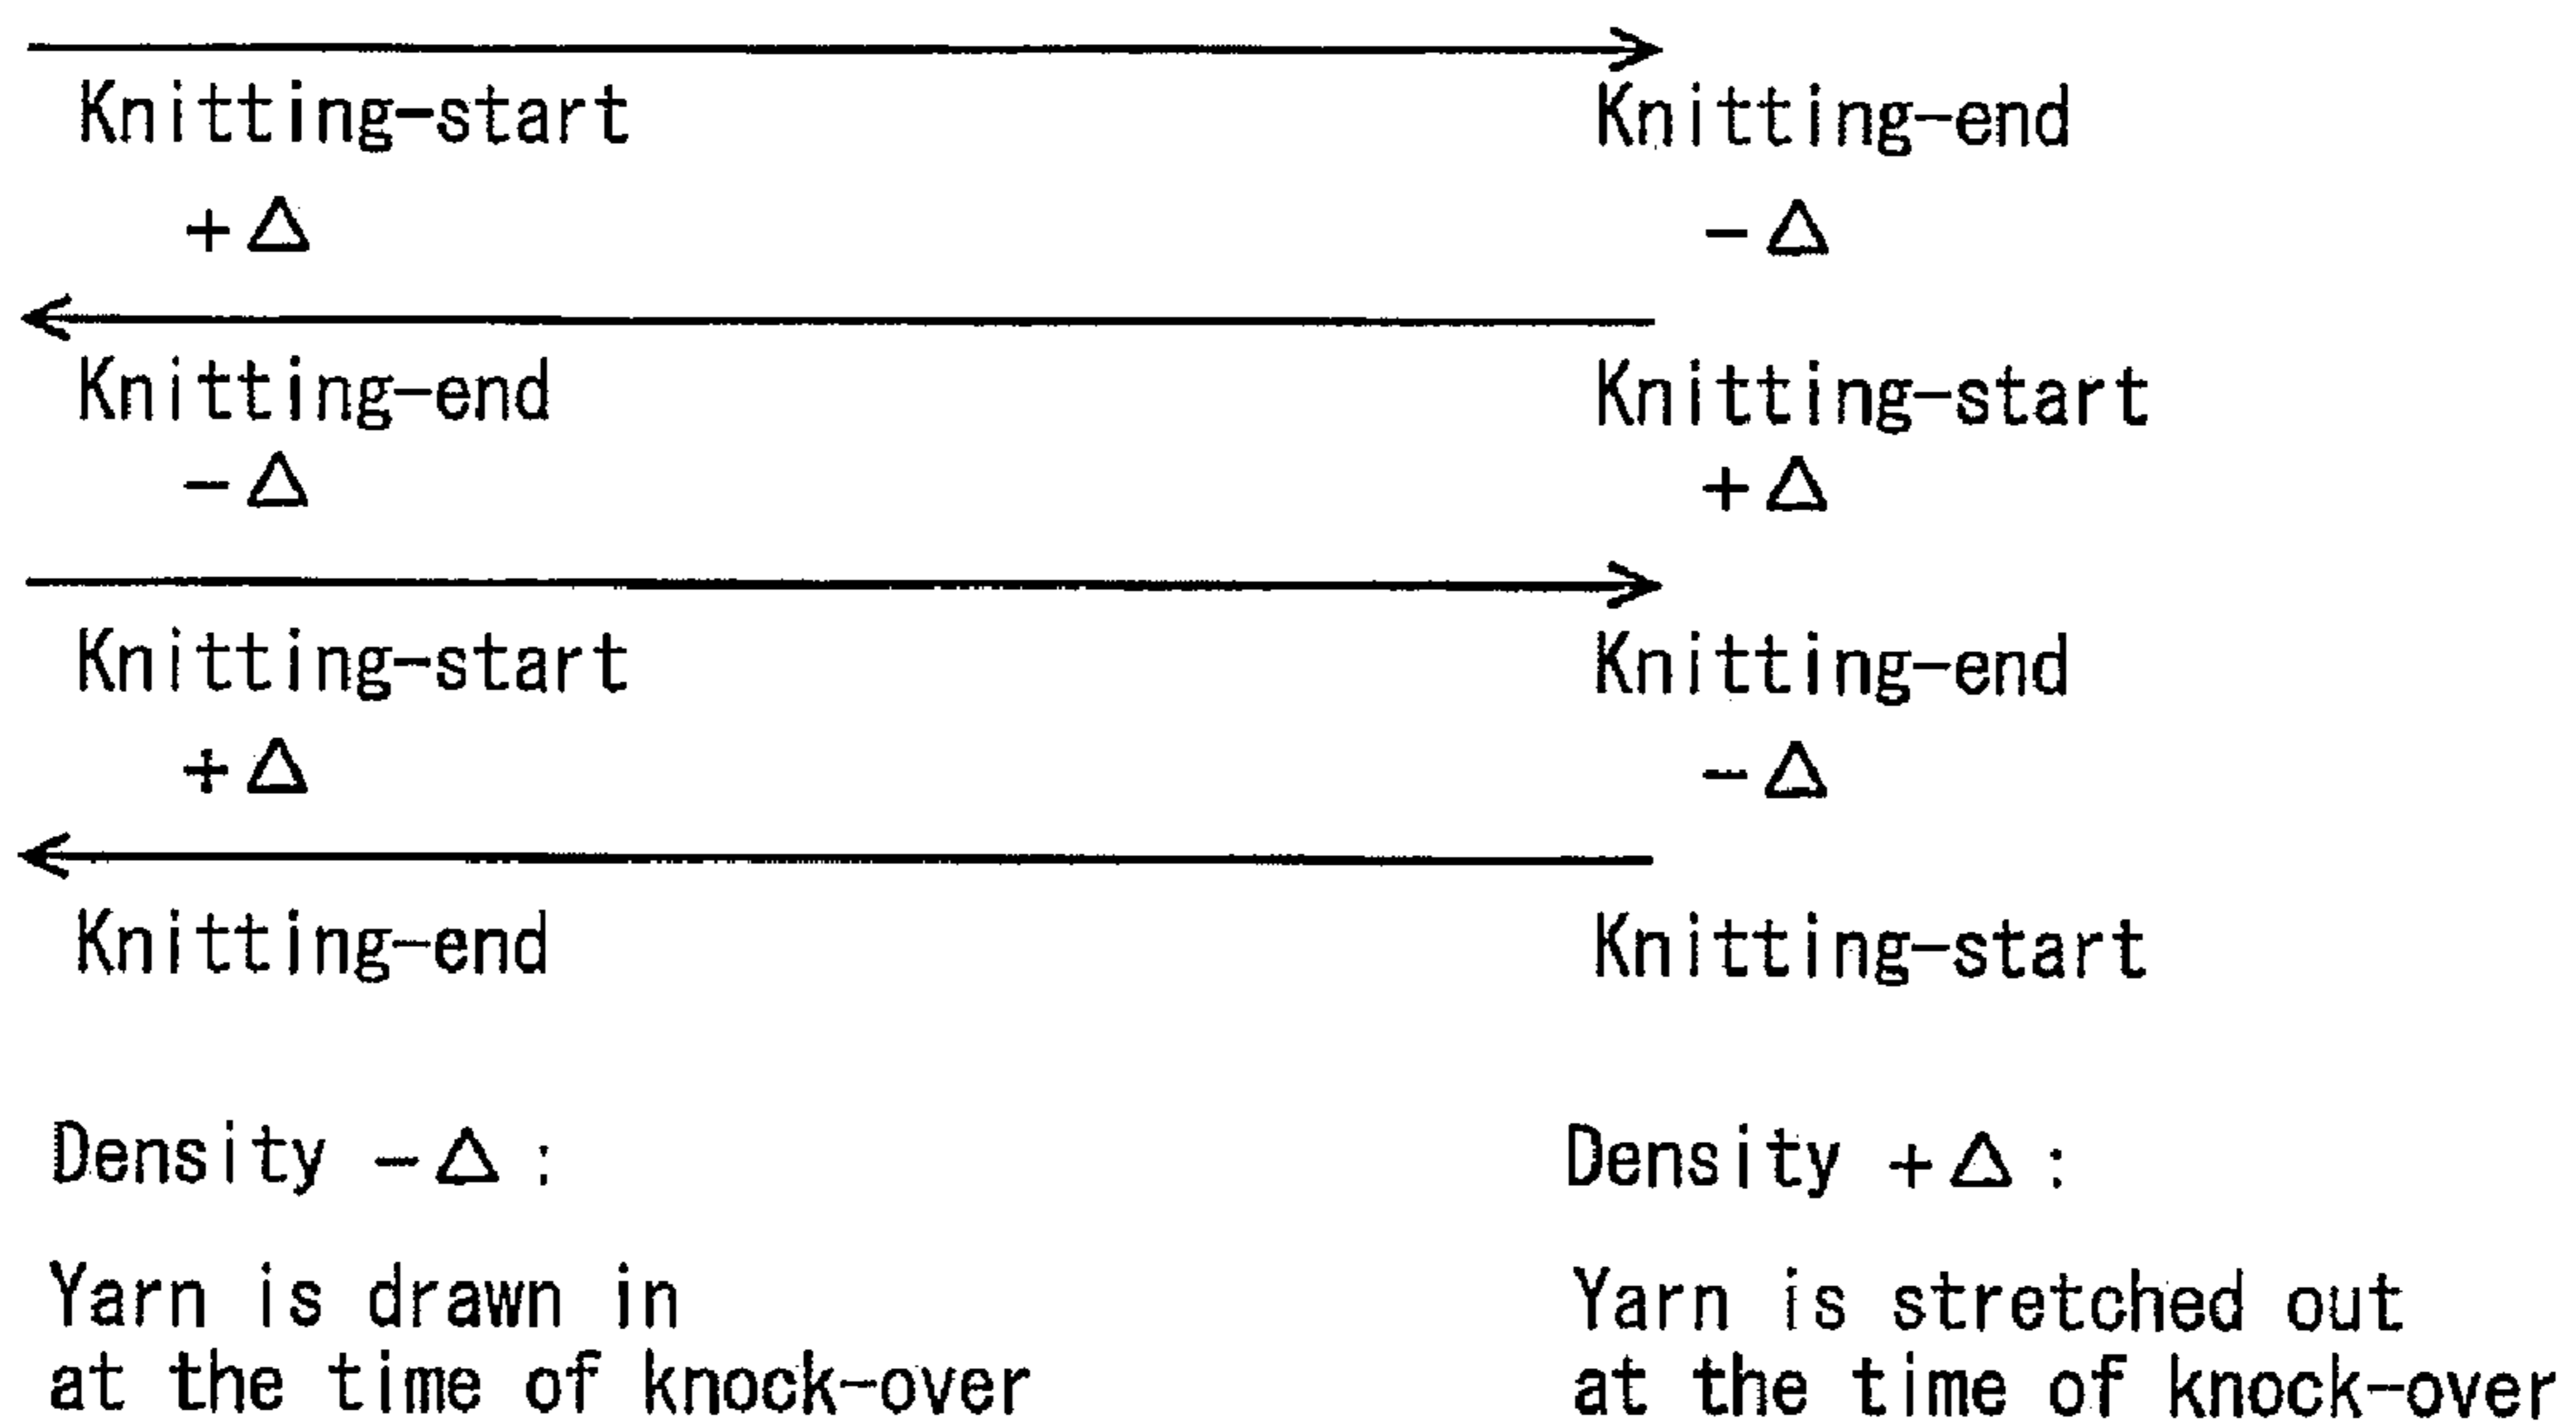 Knitting-start Knitting-end
+△ −△
Knitting-end Knitting-start
−△ +△
Knitting-start Knitting-end
+△ −△
Knitting-end Knitting-start
Density −△ :
Yarn is drawn in
at the time of knock-over
Density +△ :
Yarn is stretched out
at the time of knock-over